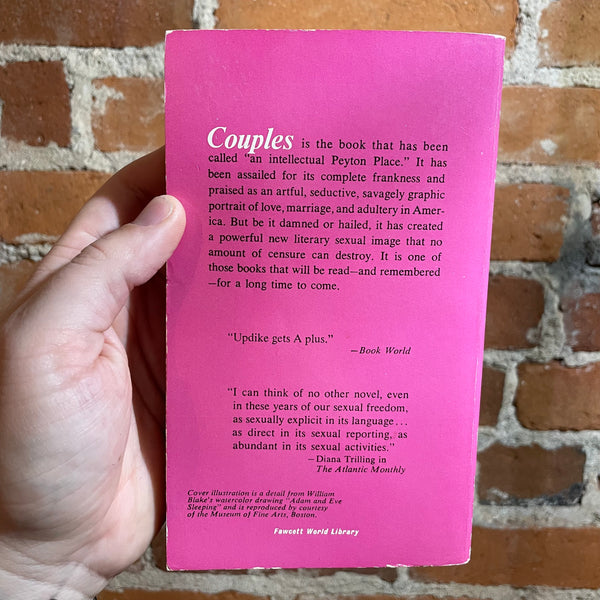 Couples is the book that has been
called "an intellectual Peyton Place." It has
been assailed for its complete frankness and
praised as an artful, seductive, savagely graphic
portrait of love, marriage, and adultery in Amer-
ica. But be it damned or hailed, it has created
a powerful new literary sexual image that no
amount of censure can destroy. It is one of
those books that will be read—and remembered
—for a long time to come.
"Updike gets A plus."
—Book World
"I can think of no other novel, even
in these years of our sexual freedom,
as sexually explicit in its language...
as direct in its sexual reporting, as
abundant in its sexual activities."
—Diana Trilling in
The Atlantic Monthly
Cover illustration is a detail from William
Blake's watercolor drawing "Adam and Eve
Sleeping" and is reproduced by courtesy
of the Museum of Fine Arts, Boston.
Fawcett World Library